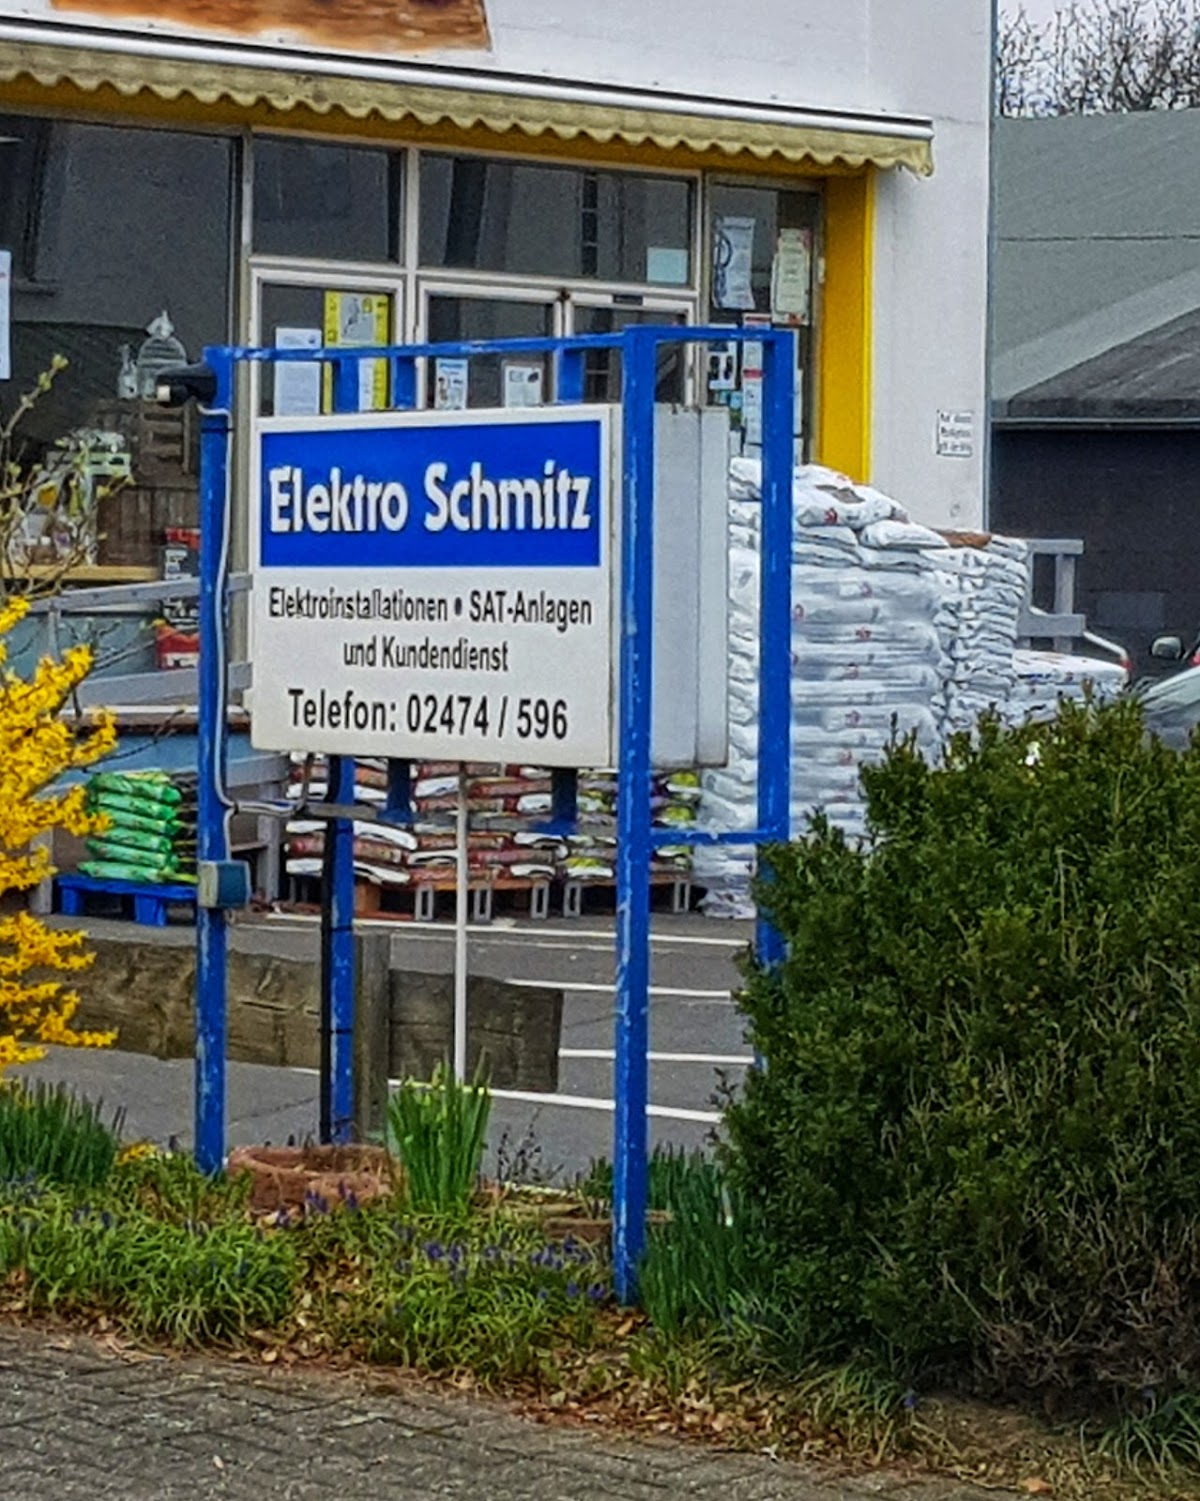 Elektro Schmitz
Elektroinstallationen • SAT-Anlagen
und Kundendienst
Telefon: 02474 / 596